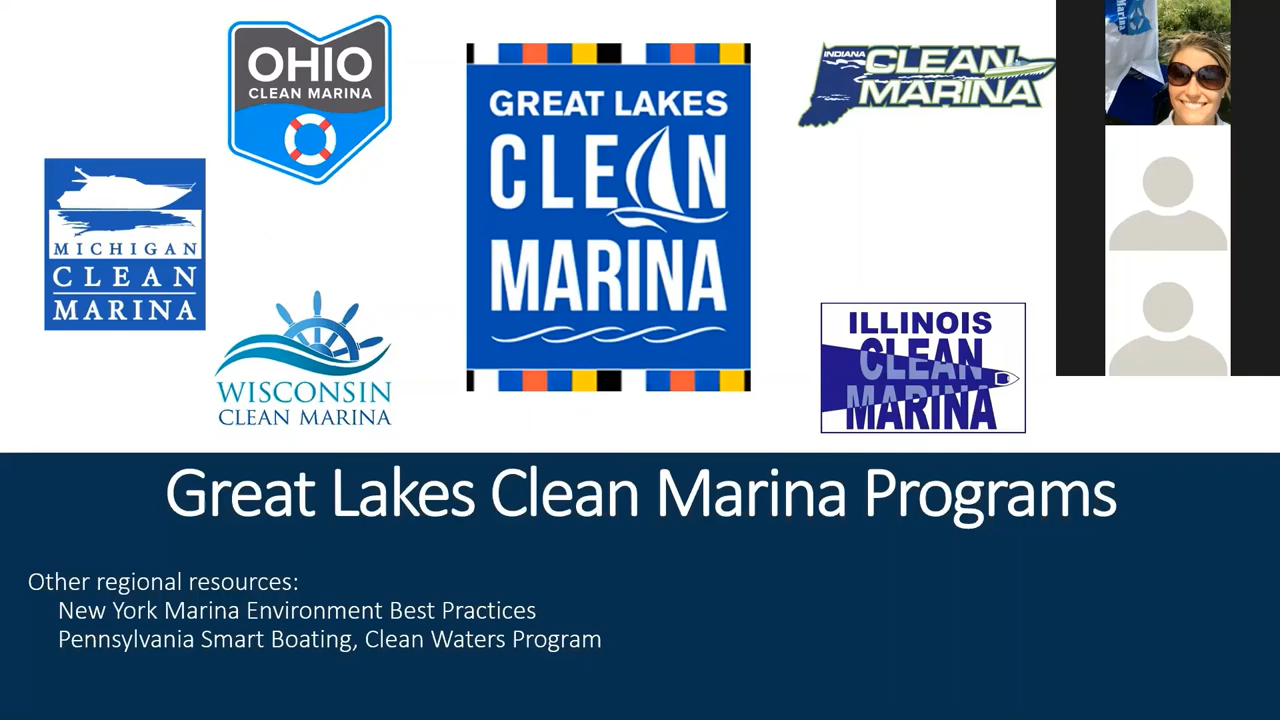 OHIO
CLEAN MARINA
MICHIGAN
CLEAN
MARINA
WISCONSIN
CLEAN MARINA
GREAT LAKES
CLEAN
MARINA
INDIANA
CLEAN
MARINA
ILLINOIS
CLEAN
MARINA
Marina
Great Lakes Clean Marina Programs
Other regional resources:
New York Marina Environment Best Practices
Pennsylvania Smart Boating, Clean Waters Program